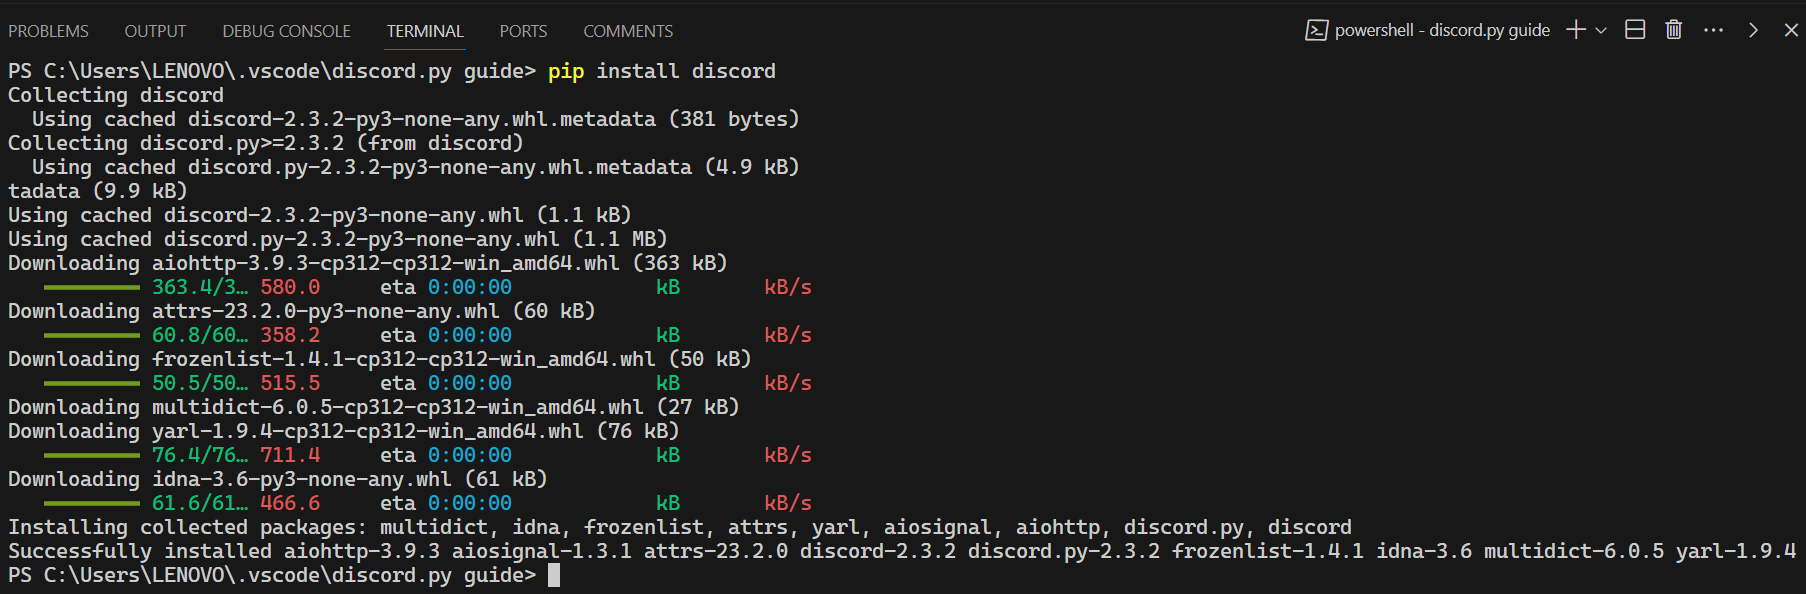 PROBLEMS OUTPUT DEBUG CONSOLE TERMINAL PORTS COMMENTS powershell - discord.py guide
PS C:\Users\LENOVO\.vscode\discord.py guide> pip install discord
Collecting discord
  Using cached discord-2.3.2-py3-none-any.whl.metadata (381 bytes)
Collecting discord.py>=2.3.2 (from discord)
  Using cached discord.py-2.3.2-py3-none-any.whl.metadata (4.9 kB)
tadata (9.9 kB)
Using cached discord-2.3.2-py3-none-any.whl (1.1 kB)
Using cached discord.py-2.3.2-py3-none-any.whl (1.1 MB)
Downloading aiohttp-3.9.3-cp312-cp312-win_amd64.whl (363 kB)
363.4/3… 580.0 eta 0:00:00 kB kB/s
Downloading attrs-23.2.0-py3-none-any.whl (60 kB)
60.8/60… 358.2 eta 0:00:00 kB kB/s
Downloading frozenlist-1.4.1-cp312-cp312-win_amd64.whl (50 kB)
50.5/50… 515.5 eta 0:00:00 kB kB/s
Downloading multidict-6.0.5-cp312-cp312-win_amd64.whl (27 kB)
Downloading yarl-1.9.4-cp312-cp312-win_amd64.whl (76 kB)
76.4/76… 711.4 eta 0:00:00 kB kB/s
Downloading idna-3.6-py3-none-any.whl (61 kB)
61.6/61… 466.6 eta 0:00:00 kB kB/s
Installing collected packages: multidict, idna, frozenlist, attrs, yarl, aiosignal, aiohttp, discord.py, discord
Successfully installed aiohttp-3.9.3 aiosignal-1.3.1 attrs-23.2.0 discord-2.3.2 discord.py-2.3.2 frozenlist-1.4.1 idna-3.6 multidict-6.0.5 yarl-1.9.4
PS C:\Users\LENOVO\.vscode\discord.py guide>